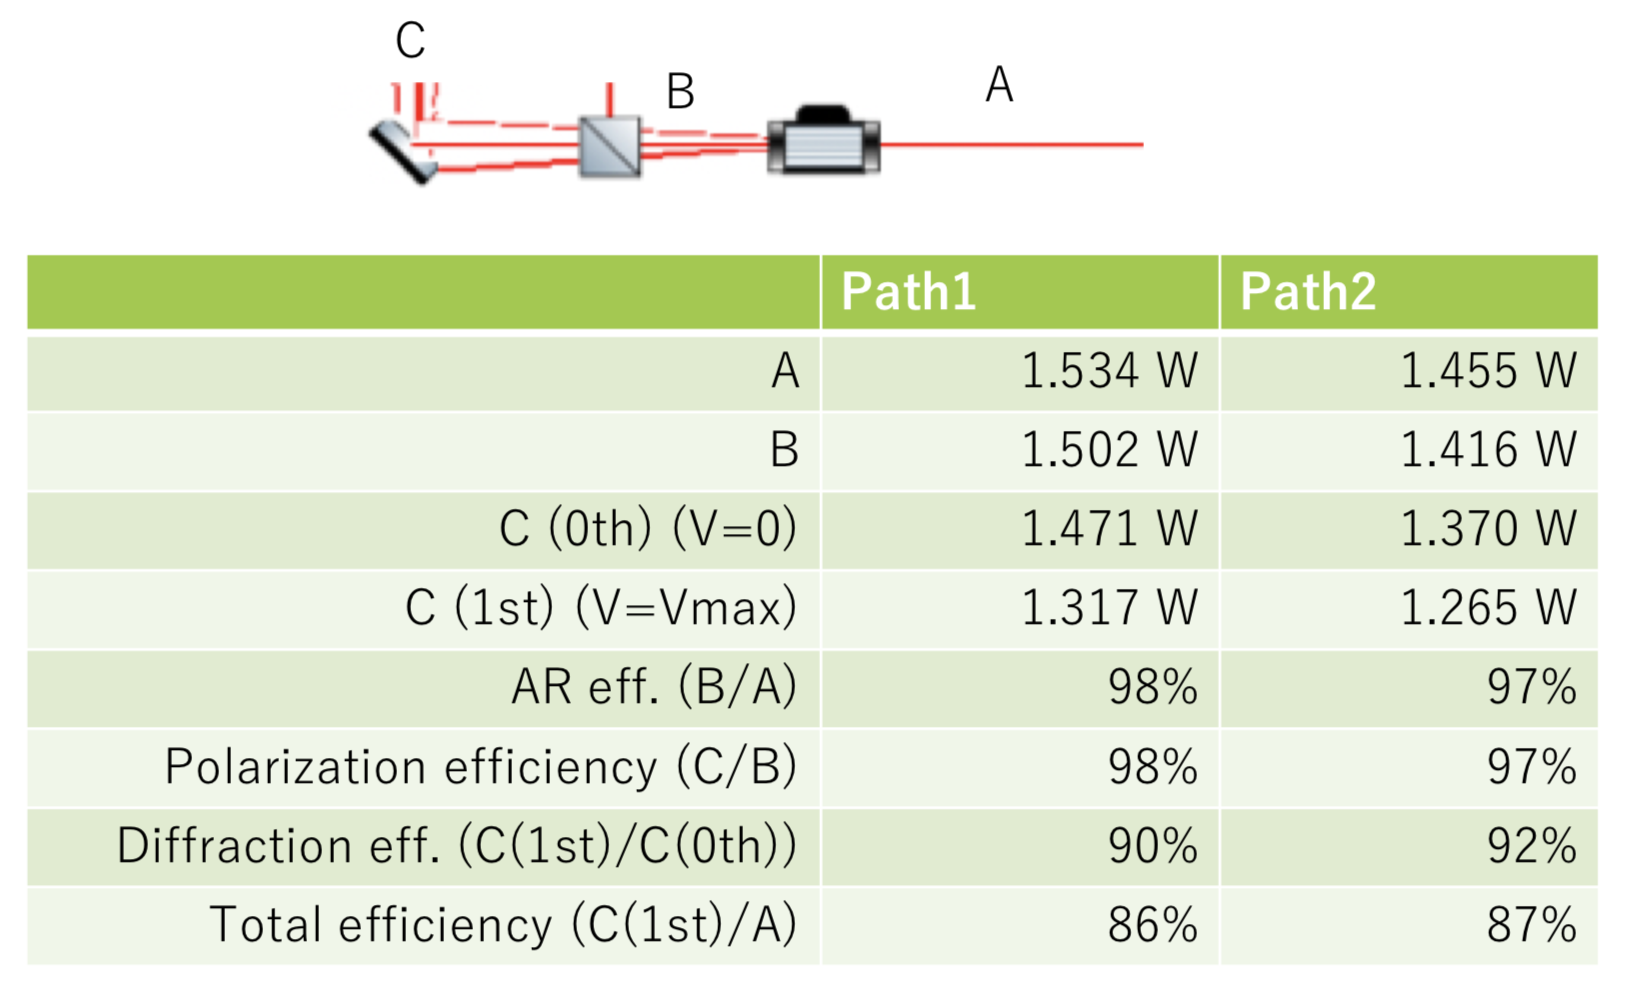 C
B
A
Path1 Path2
A 1.534 W 1.455 W
B 1.502 W 1.416 W
C (0th) (V=0) 1.471 W 1.370 W
C (1st) (V=Vmax) 1.317 W 1.265 W
AR eff. (B/A) 98% 97%
Polarization efficiency (C/B) 98% 97%
Diffraction eff. (C(1st)/C(0th)) 90% 92%
Total efficiency (C(1st)/A) 86% 87%